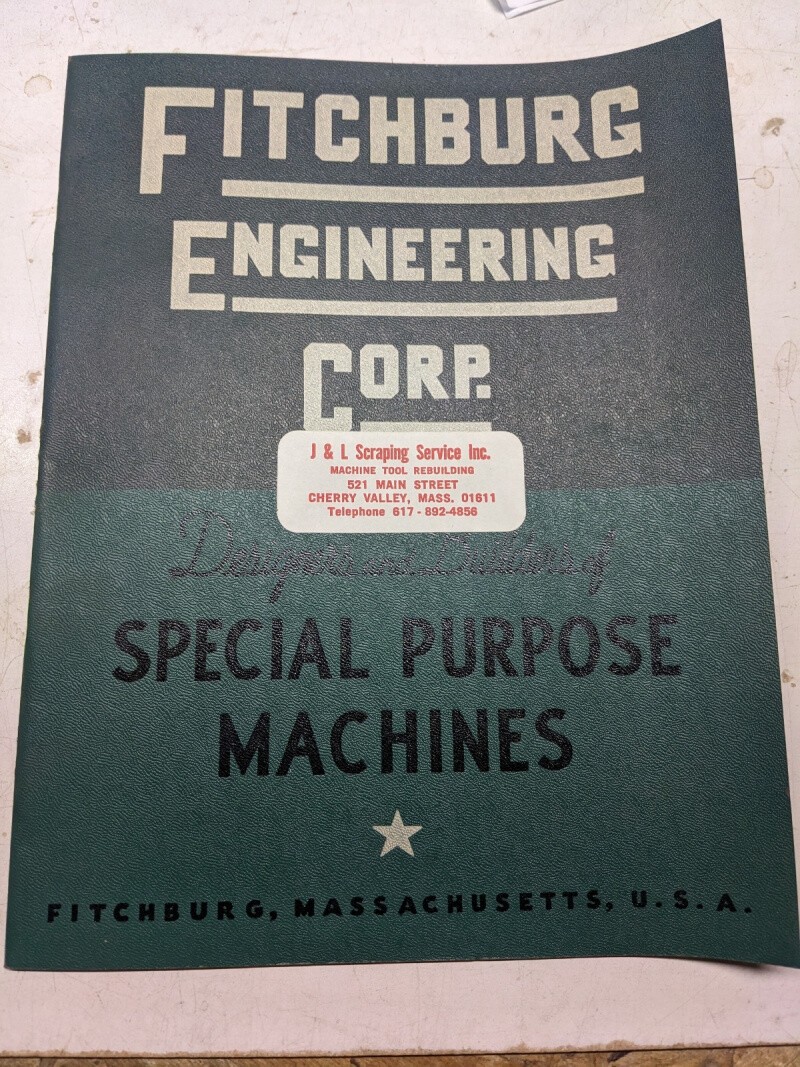 FITCHBURG
ENGINEERING
CORP.
J & L Scraping Service Inc.
MACHINE TOOL REBUILDING
521 MAIN STREET
CHERRY VALLEY, MASS. 01611
Telephone 617-892-4856
Designers and Builders of
SPECIAL PURPOSE
MACHINES
FITCHBURG, MASSACHUSETTS, U.S.A.